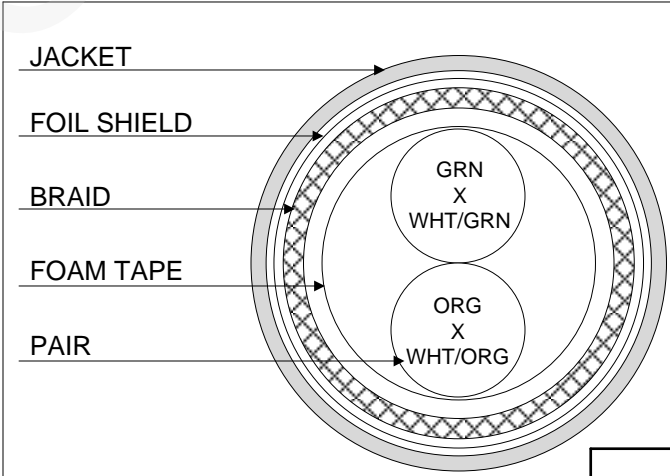 JACKET
FOIL SHIELD
BRAID
FOAM TAPE
PAIR
GRN
X
WHT/GRN
ORG
X
WHT/ORG